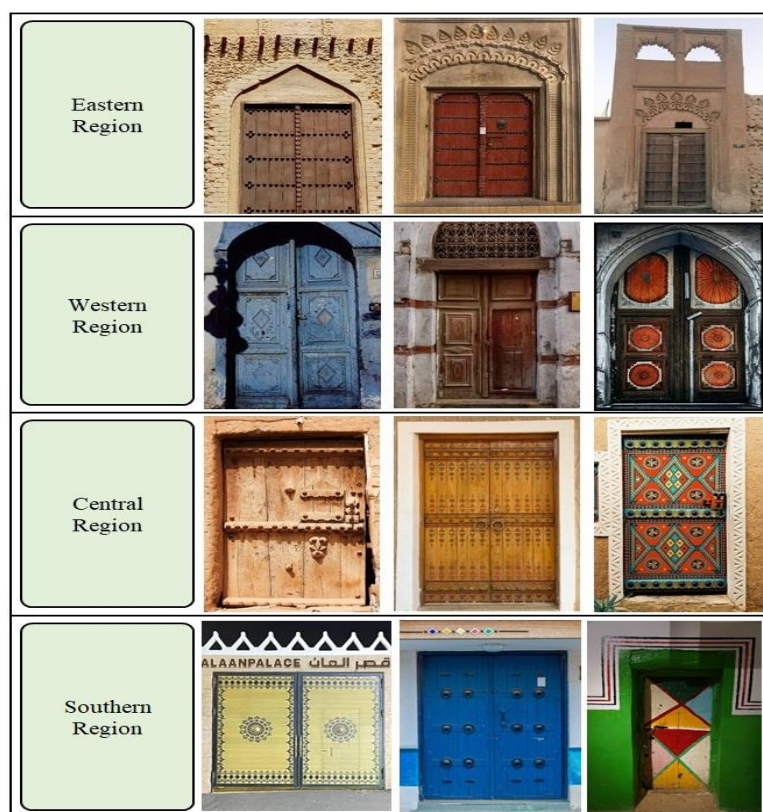 Eastern
Region
Western
Region
Central
Region
ALAANPALACE قصر العان
Southern
Region